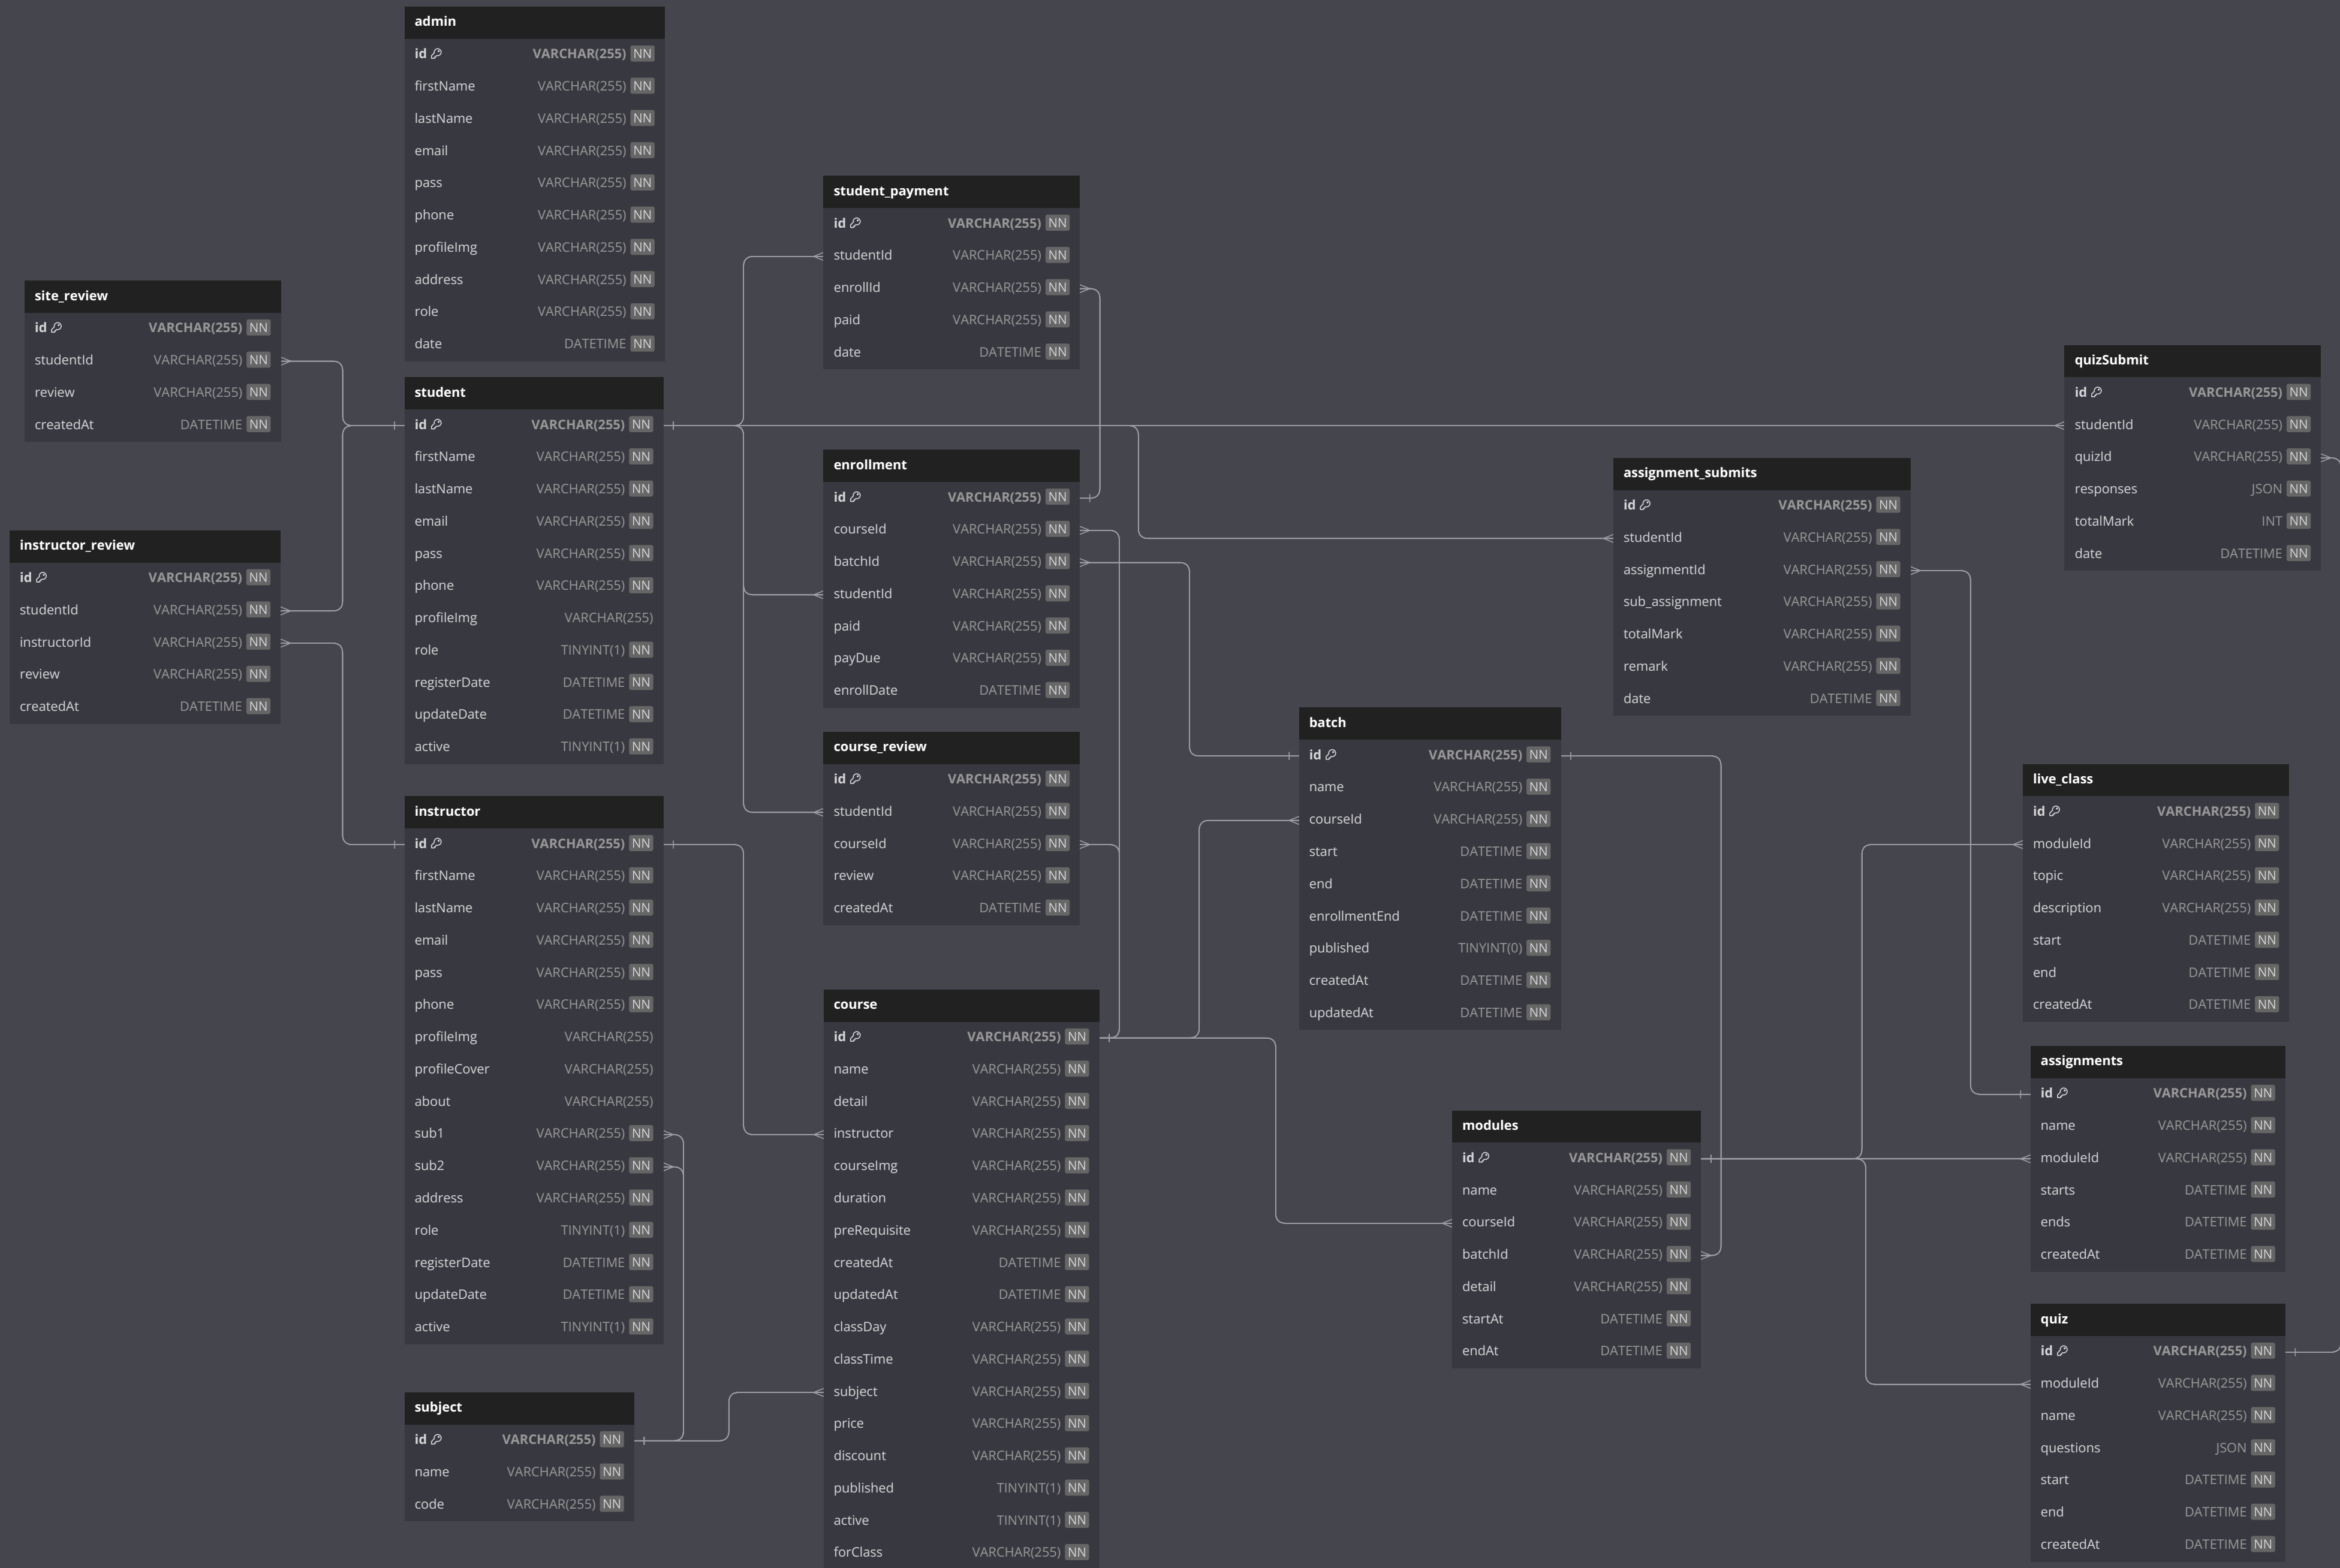 admin
id VARCHAR(255) NN
firstName VARCHAR(255) NN
lastName VARCHAR(255) NN
email VARCHAR(255) NN
pass VARCHAR(255) NN
phone VARCHAR(255) NN
profileImg VARCHAR(255) NN
address VARCHAR(255) NN
role VARCHAR(255) NN
date DATETIME NN
site_review
id VARCHAR(255) NN
studentId VARCHAR(255) NN
review VARCHAR(255) NN
createdAt DATETIME NN
instructor_review
id VARCHAR(255) NN
studentId VARCHAR(255) NN
instructorId VARCHAR(255) NN
review VARCHAR(255) NN
createdAt DATETIME NN
student
id VARCHAR(255) NN
firstName VARCHAR(255) NN
lastName VARCHAR(255) NN
email VARCHAR(255) NN
pass VARCHAR(255) NN
phone VARCHAR(255) NN
profileImg VARCHAR(255)
role TINYINT(1) NN
registerDate DATETIME NN
updateDate DATETIME NN
active TINYINT(1) NN
instructor
id VARCHAR(255) NN
firstName VARCHAR(255) NN
lastName VARCHAR(255) NN
email VARCHAR(255) NN
pass VARCHAR(255) NN
phone VARCHAR(255) NN
profileImg VARCHAR(255)
profileCover VARCHAR(255)
about VARCHAR(255)
sub1 VARCHAR(255) NN
sub2 VARCHAR(255) NN
address VARCHAR(255) NN
role TINYINT(1) NN
registerDate DATETIME NN
updateDate DATETIME NN
active TINYINT(1) NN
subject
id VARCHAR(255) NN
name VARCHAR(255) NN
code VARCHAR(255) NN
student_payment
id VARCHAR(255) NN
studentId VARCHAR(255) NN
enrollId VARCHAR(255) NN
paid VARCHAR(255) NN
date DATETIME NN
enrollment
id VARCHAR(255) NN
courseId VARCHAR(255) NN
batchId VARCHAR(255) NN
studentId VARCHAR(255) NN
paid VARCHAR(255) NN
payDue VARCHAR(255) NN
enrollDate DATETIME NN
course_review
id VARCHAR(255) NN
studentId VARCHAR(255) NN
courseId VARCHAR(255) NN
review VARCHAR(255) NN
createdAt DATETIME NN
course
id VARCHAR(255) NN
name VARCHAR(255) NN
detail VARCHAR(255) NN
instructor VARCHAR(255) NN
courseImg VARCHAR(255) NN
duration VARCHAR(255) NN
preRequisite VARCHAR(255) NN
createdAt DATETIME NN
updatedAt DATETIME NN
classDay VARCHAR(255) NN
classTime VARCHAR(255) NN
subject VARCHAR(255) NN
price VARCHAR(255) NN
discount VARCHAR(255) NN
published TINYINT(1) NN
active TINYINT(1) NN
forClass VARCHAR(255) NN
batch
id VARCHAR(255) NN
name VARCHAR(255) NN
courseId VARCHAR(255) NN
start DATETIME NN
end DATETIME NN
enrollmentEnd DATETIME NN
published TINYINT(0) NN
createdAt DATETIME NN
updatedAt DATETIME NN
modules
id VARCHAR(255) NN
name VARCHAR(255) NN
courseId VARCHAR(255) NN
batchId VARCHAR(255) NN
detail VARCHAR(255) NN
startAt DATETIME NN
endAt DATETIME NN
assignment_submits
id VARCHAR(255) NN
studentId VARCHAR(255) NN
assignmentId VARCHAR(255) NN
sub_assignment VARCHAR(255) NN
totalMark VARCHAR(255) NN
remark VARCHAR(255) NN
date DATETIME NN
quizSubmit
id VARCHAR(255) NN
studentId VARCHAR(255) NN
quizId VARCHAR(255) NN
responses JSON NN
totalMark INT NN
date DATETIME NN
live_class
id VARCHAR(255) NN
moduleId VARCHAR(255) NN
topic VARCHAR(255) NN
description VARCHAR(255) NN
start DATETIME NN
end DATETIME NN
createdAt DATETIME NN
assignments
id VARCHAR(255) NN
name VARCHAR(255) NN
moduleId VARCHAR(255) NN
starts DATETIME NN
ends DATETIME NN
createdAt DATETIME NN
quiz
id VARCHAR(255) NN
moduleId VARCHAR(255) NN
name VARCHAR(255) NN
questions JSON NN
start DATETIME NN
end DATETIME NN
createdAt DATETIME NN